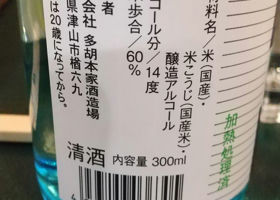 料名/米(国産)・
米こうじ(国産米)・
醸造アルコール
コール分/14度
歩合/60%
者
会社 多胡本家酒造場
県津山市楢六九
は20歳になってから。
加熱処理済
清酒 内容量 300ml